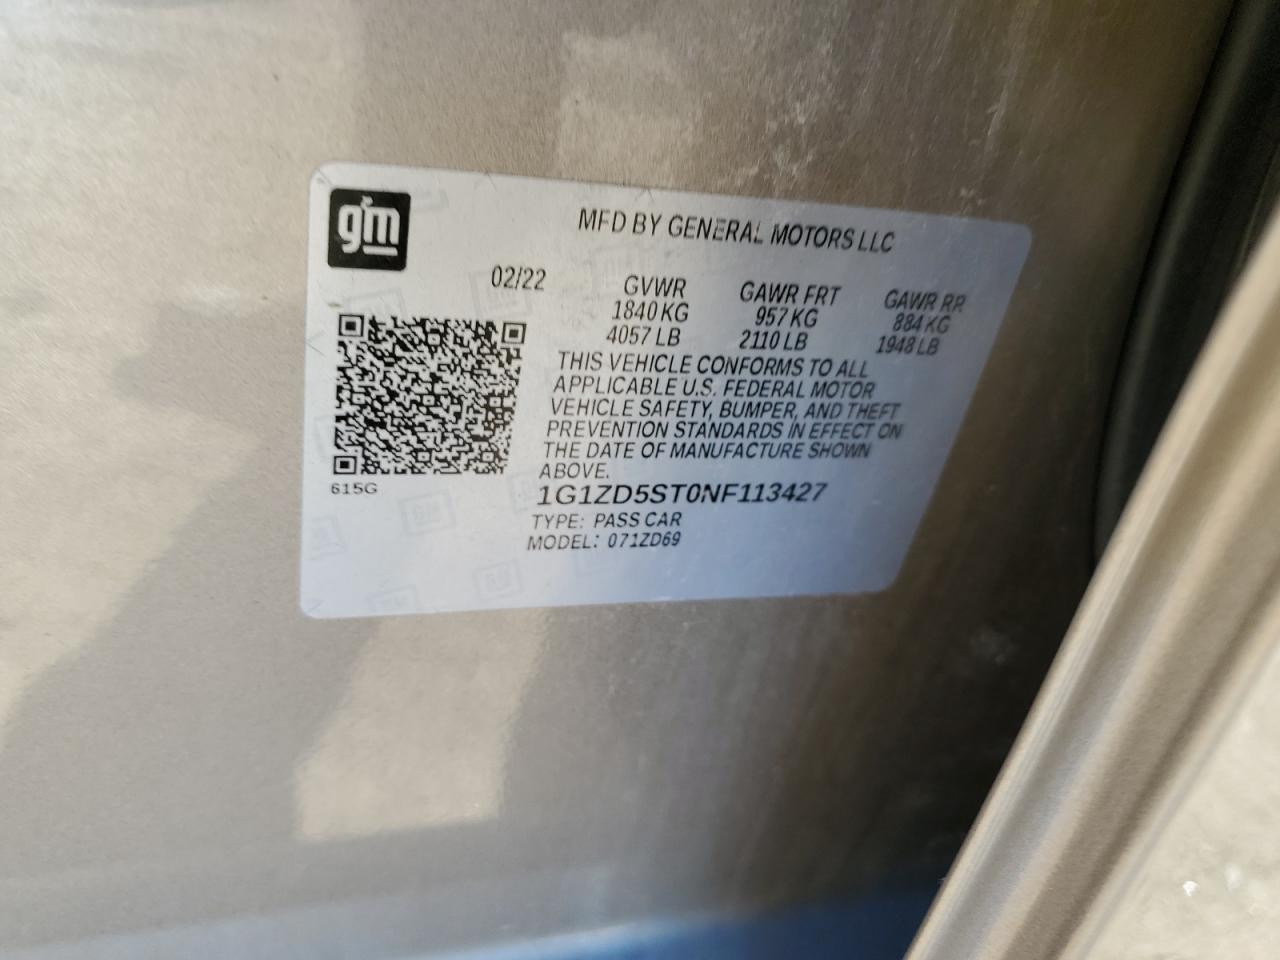 gm
MFD BY GENERAL MOTORS LLC
02/22 GVWR GAWR FRT GAWR RR
1840 KG 957 KG 884 KG
4057 LB 2110 LB 1948 LB
THIS VEHICLE CONFORMS TO ALL
APPLICABLE U.S. FEDERAL MOTOR
VEHICLE SAFETY, BUMPER, AND THEFT
PREVENTION STANDARDS IN EFFECT ON
THE DATE OF MANUFACTURE SHOWN
ABOVE.
615G
1G1ZD5ST0NF113427
TYPE: PASS CAR
MODEL: 071ZD69